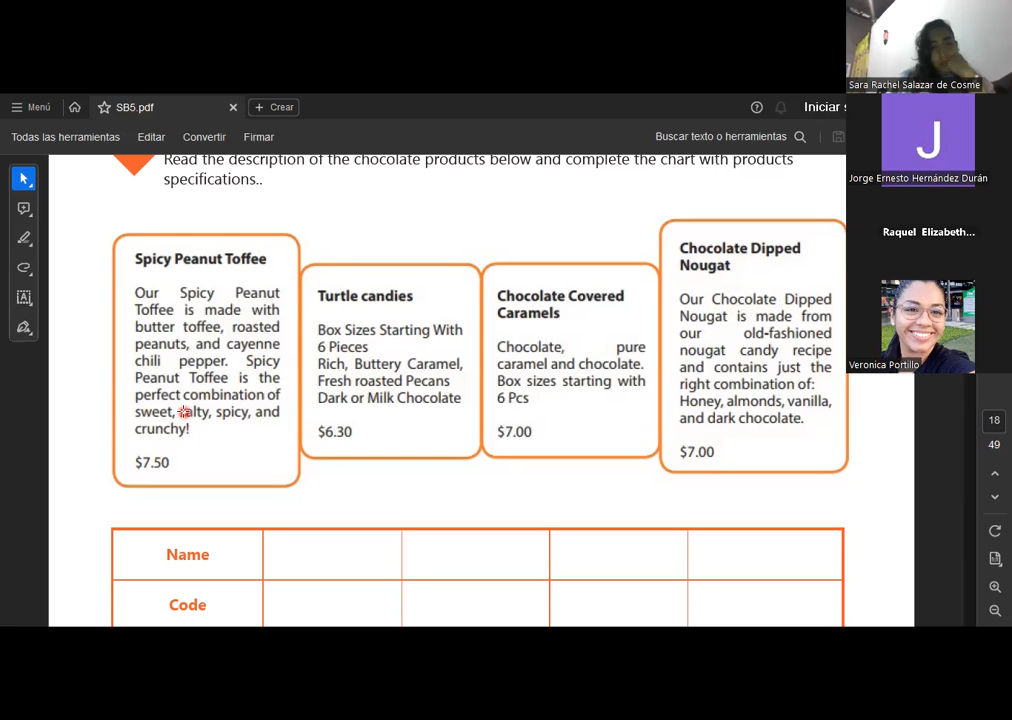 Menú
SB5.pdf
Crear
Iniciar s
Todas las herramientas
Editar
Convertir
Firmar
Buscar texto o herramientas
Read the description of the chocolate products below and complete the chart with products
specifications..
Spicy Peanut Toffee
Our Spicy Peanut
Toffee is made with
butter toffee, roasted
peanuts, and cayenne
chili pepper. Spicy
Peanut Toffee is the
perfect combination of
sweet, salty, spicy, and
crunchy!
$7.50
Turtle candies
Box Sizes Starting With
6 Pieces
Rich, Buttery Caramel,
Fresh roasted Pecans
Dark or Milk Chocolate
$6.30
Chocolate Covered
Caramels
Chocolate, pure
caramel and chocolate.
Box sizes starting with
6 Pcs
$7.00
Chocolate Dipped
Nougat
Our Chocolate Dipped
Nougat is made from
our old-fashioned
nougat candy recipe
and contains just the
right combination of:
Honey, almonds, vanilla,
and dark chocolate.
$7.00
Name
Code
18
49
Sara Rachel Salazar de Cosme
J
Jorge Ernesto Hernández Durán
Raquel Elizabeth...
Veronica Portillo